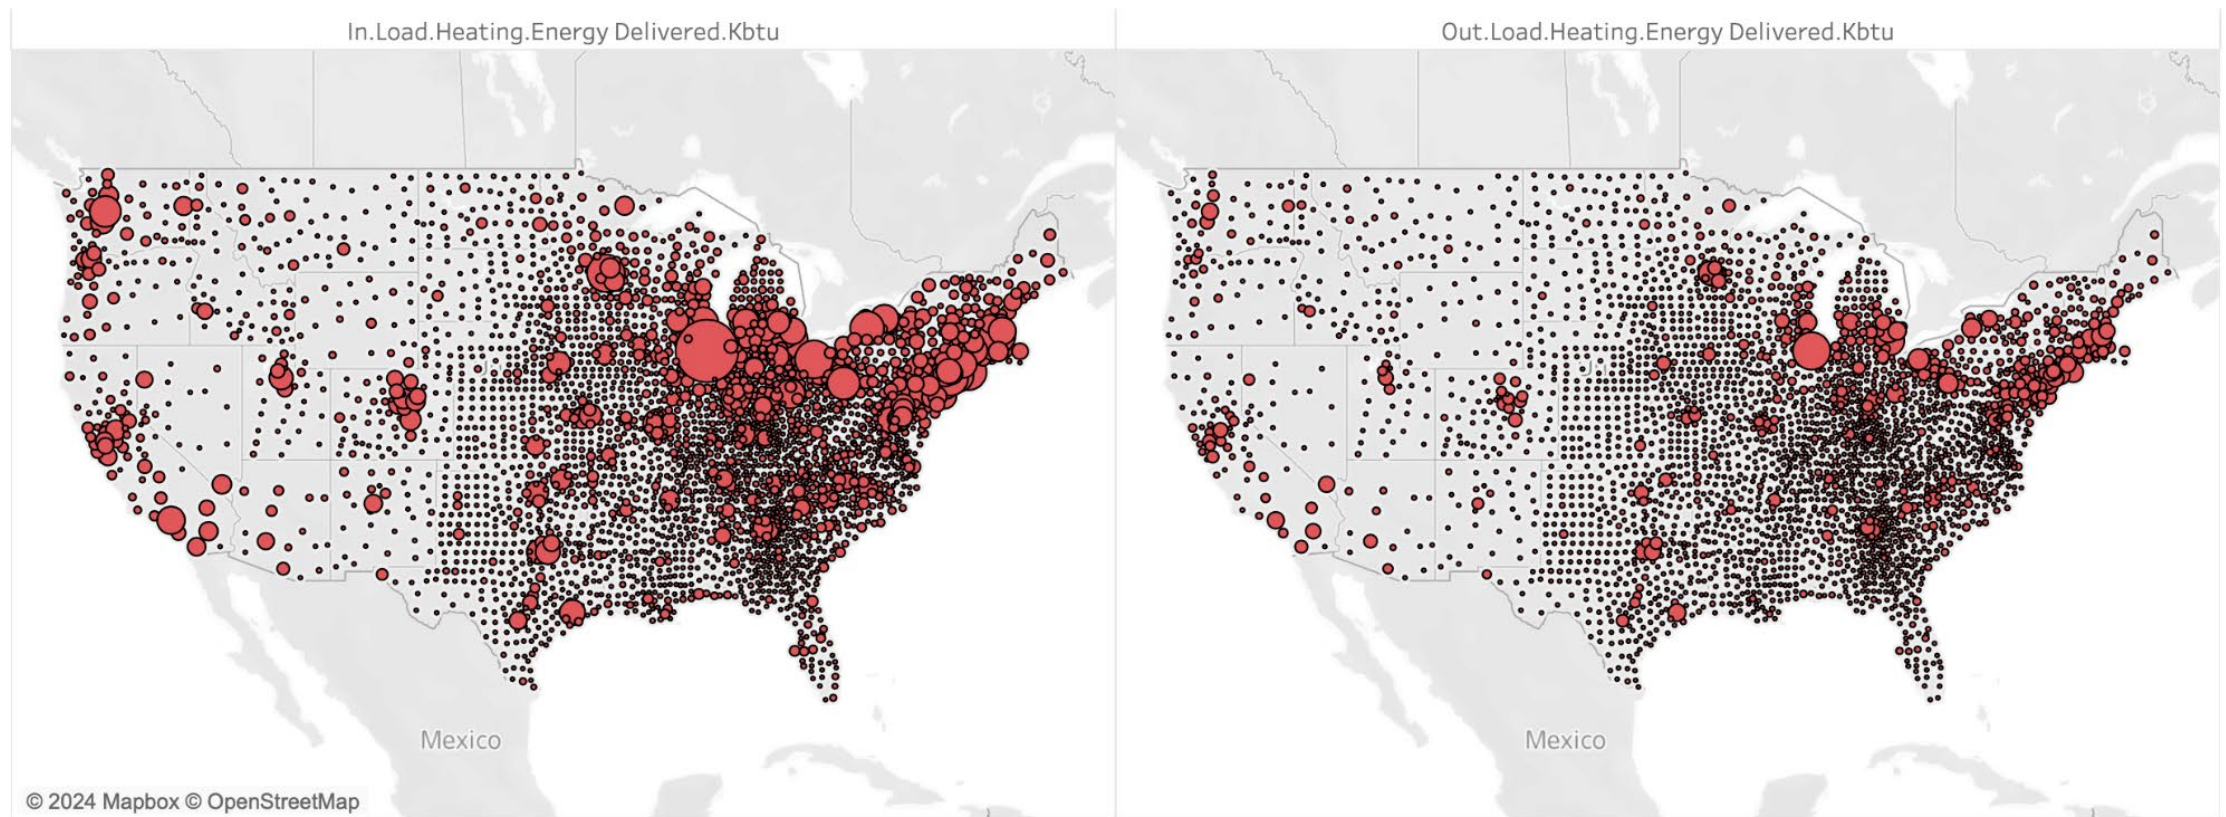 In.Load.Heating.Energy Delivered.Kbtu
Out.Load.Heating.Energy Delivered.Kbtu
Mexico
Mexico
© 2024 Mapbox © OpenStreetMap